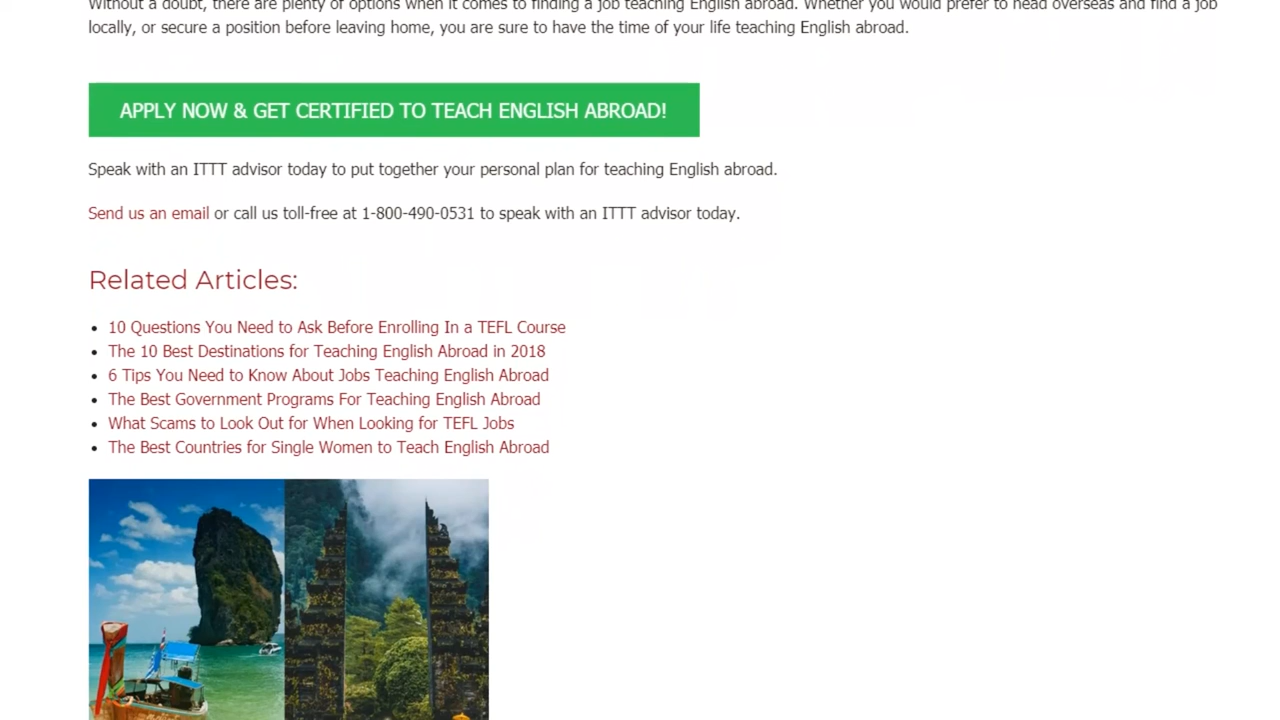 Without a doubt, there are plenty of options when it comes to finding a job teaching English abroad. Whether you would prefer to head overseas and find a job
locally, or secure a position before leaving home, you are sure to have the time of your life teaching English abroad.
APPLY NOW & GET CERTIFIED TO TEACH ENGLISH ABROAD!
Speak with an ITTT advisor today to put together your personal plan for teaching English abroad.
Send us an email or call us toll-free at 1-800-490-0531 to speak with an ITTT advisor today.
Related Articles:
• 10 Questions You Need to Ask Before Enrolling In a TEFL Course
• The 10 Best Destinations for Teaching English Abroad in 2018
• 6 Tips You Need to Know About Jobs Teaching English Abroad
• The Best Government Programs For Teaching English Abroad
• What Scams to Look Out for When Looking for TEFL Jobs
• The Best Countries for Single Women to Teach English Abroad